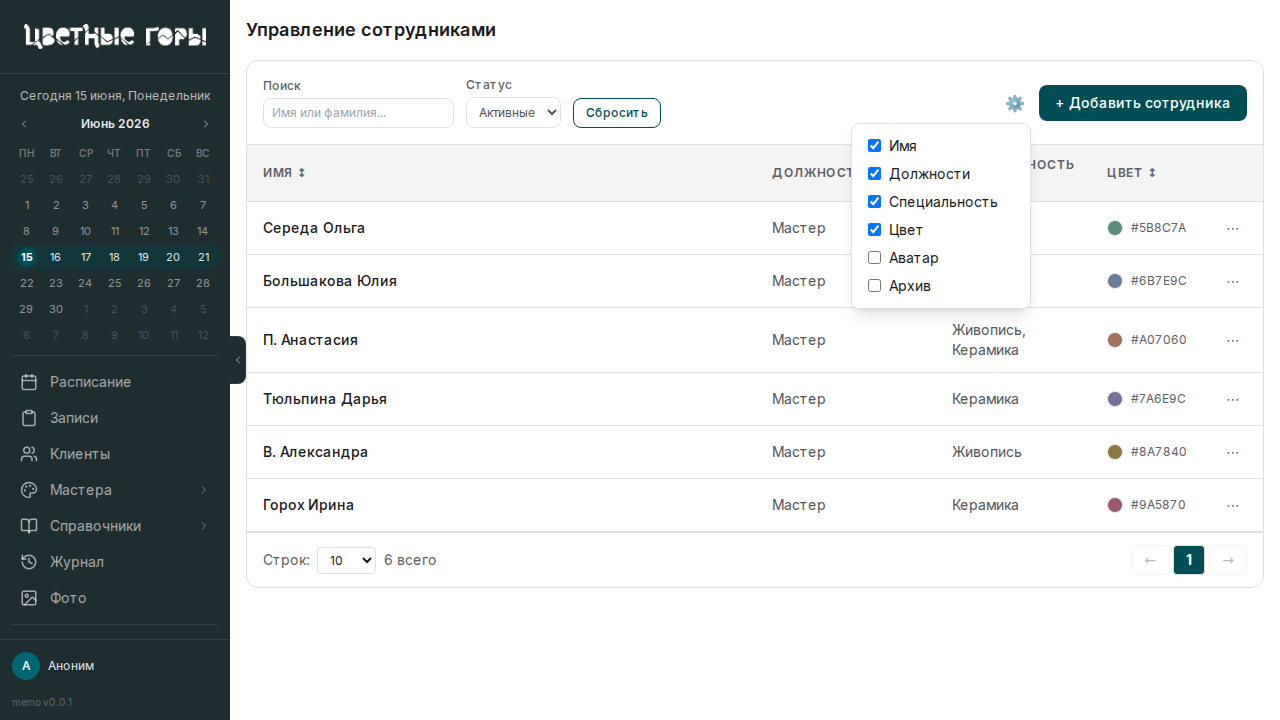 Цветные горы
Сегодня 15 июня, Понедельник
Июнь 2026
ПН ВТ СР ЧТ ПТ СБ ВС
25 26 27 28 29 30 31
1 2 3 4 5 6 7
8 9 10 11 12 13 14
15 16 17 18 19 20 21
22 23 24 25 26 27 28
29 30 1 2 3 4 5
6 7 8 9 10 11 12
Расписание
Записи
Клиенты
Мастера
Справочники
Журнал
Фото
А Аноним
memo v0.0.1
Управление сотрудниками
Поиск
Имя или фамилия...
Статус
Активные
Сбросить
+ Добавить сотрудника
Имя
Должности
Специальность
Цвет
Аватар
Архив
ИМЯ ↕ ДОЛЖНОСТ НОСТЬ ЦВЕТ ↕
Середа Ольга Мастер #5B8C7A ...
Большакова Юлия Мастер #6B7E9C ...
П. Анастасия Мастер Живопись, Керамика #A07060 ...
Тюльпина Дарья Мастер Керамика #7A6E9C ...
В. Александра Мастер Живопись #8A7840 ...
Горох Ирина Мастер Керамика #9A5870 ...
Строк: 10 6 всего
← 1 →